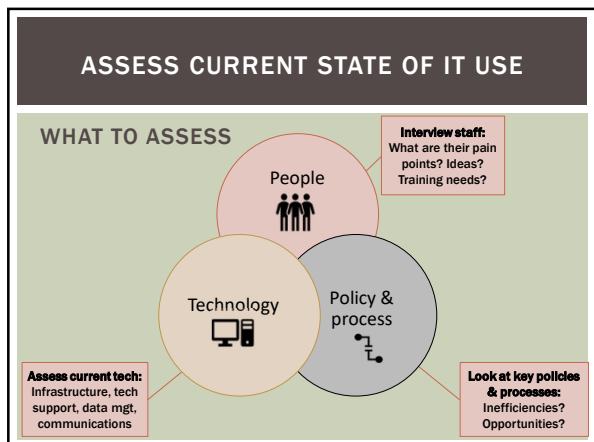 ASSESS CURRENT STATE OF IT USE
WHAT TO ASSESS
Interview staff:
What are their pain
points? Ideas?
Training needs?
People
Technology
Policy &
process
Assess current tech:
Infrastructure, tech
support, data mgt,
communications
Look at key policies
& processes:
Inefficiencies?
Opportunities?